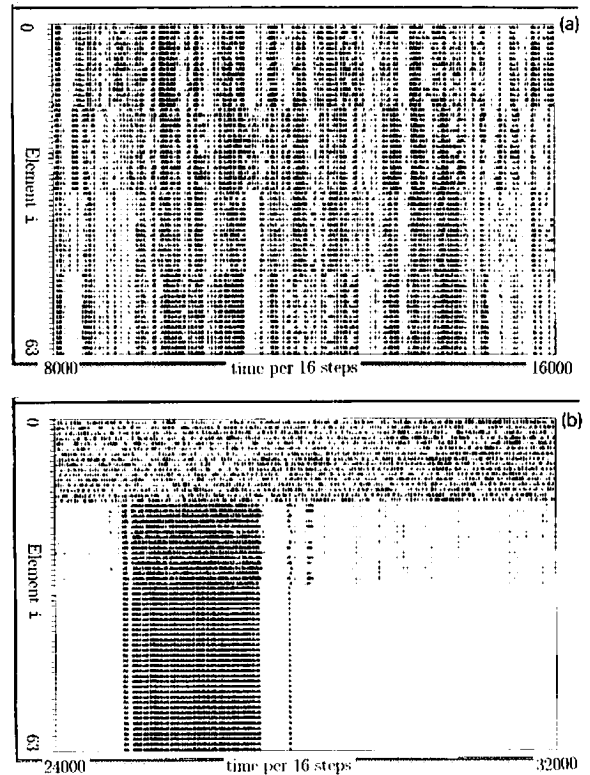 (a)
0
Element i
63
8000 time per 16 steps 16000
(b)
0
Element i
63
24000 time per 16 steps 32000